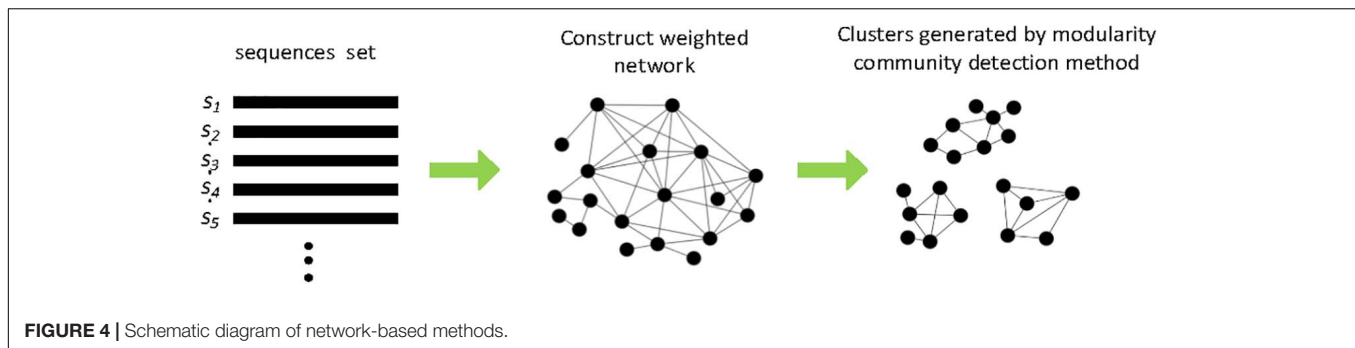 sequences set
Construct weighted
network
Clusters generated by modularity
community detection method
S1
S2
S3
S4
S5
FIGURE 4 | Schematic diagram of network-based methods.